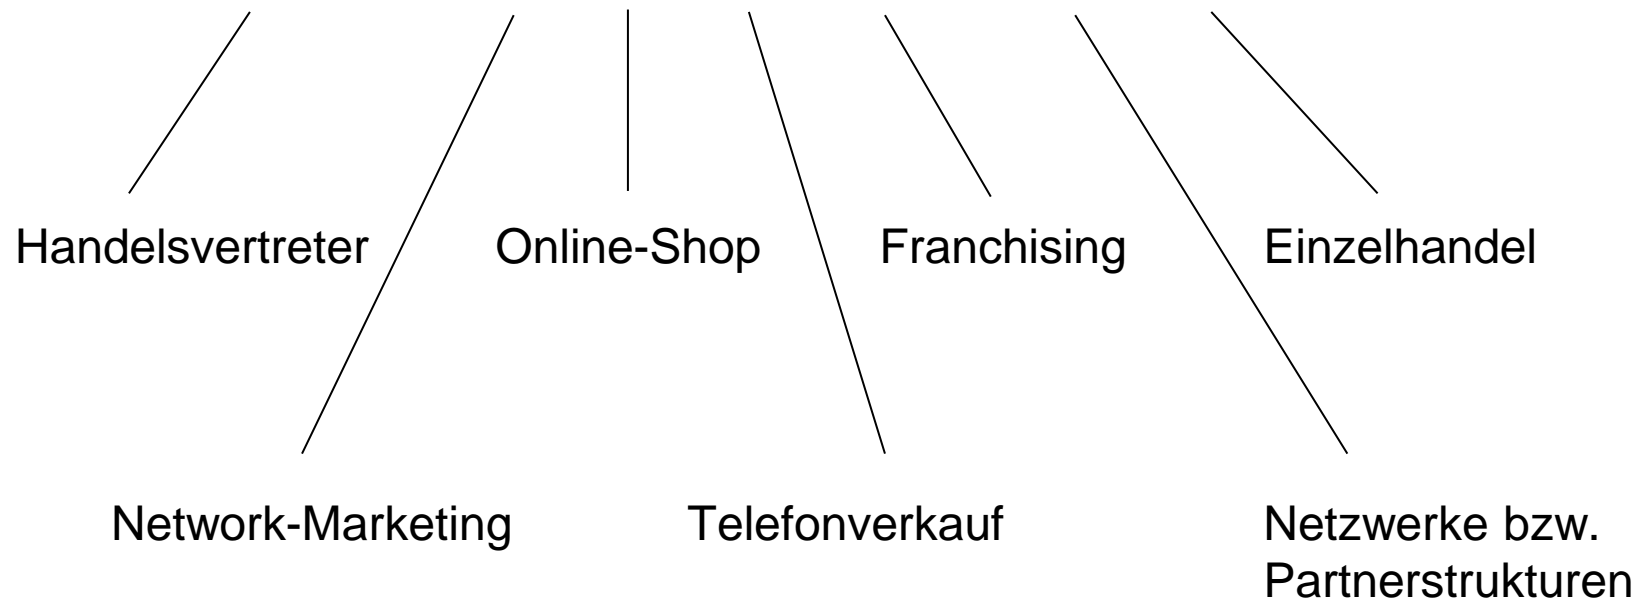 Handelsvertreter Online-Shop Franchising Einzelhandel
Network-Marketing Telefonverkauf Netzwerke bzw.
Partnerstrukturen